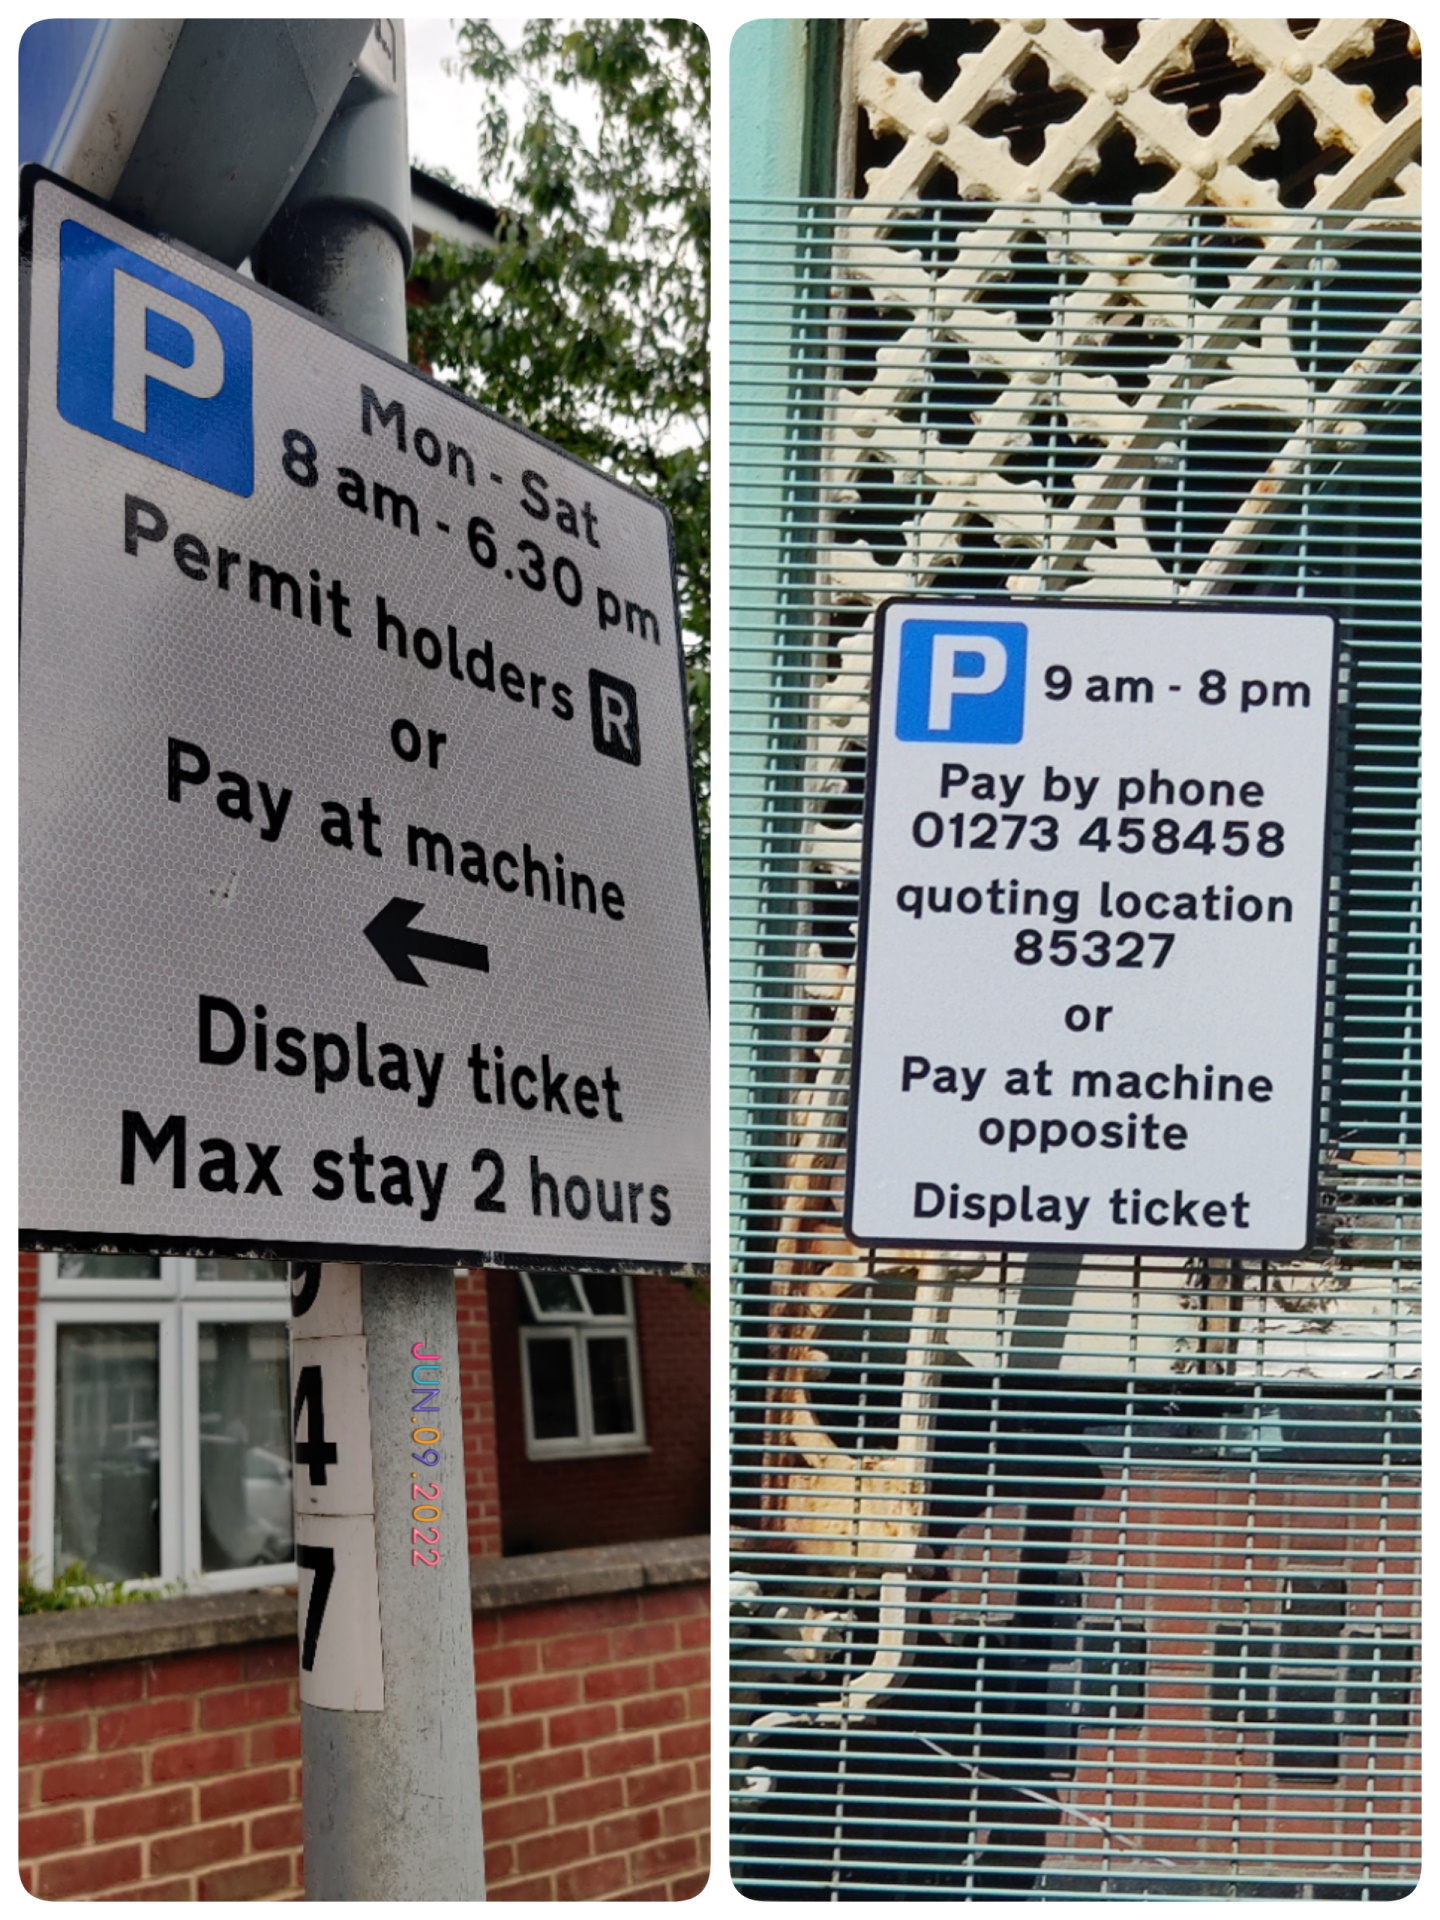 P
Mon - Sat
8 am - 6.30 pm
Permit holders R
or
Pay at machine
Display ticket
Max stay 2 hours
4
7
JUN.09.2022
P
9 am - 8 pm
Pay by phone
01273 458458
quoting location
85327
or
Pay at machine
opposite
Display ticket